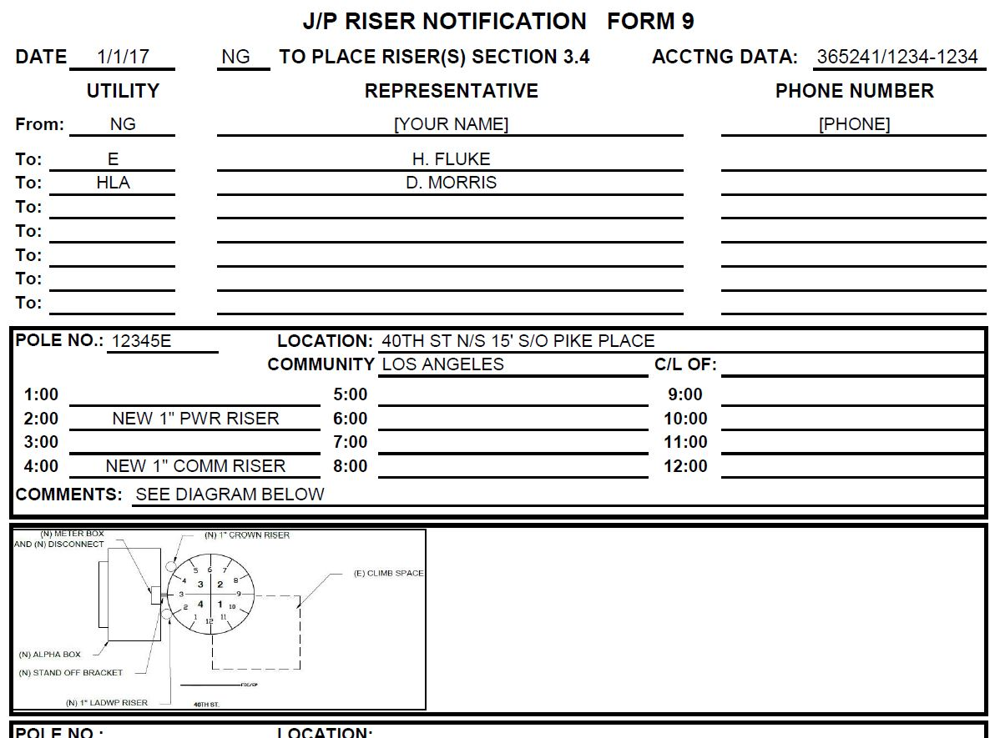 J/P RISER NOTIFICATION FORM 9
DATE 1/1/17 NG TO PLACE RISER(S) SECTION 3.4 ACCTNG DATA: 365241/1234-1234
UTILITY REPRESENTATIVE PHONE NUMBER
From: NG [YOUR NAME] [PHONE]
To: E H. FLUKE
To: HLA D. MORRIS
To:
To:
To:
To:
To:
POLE NO.: 12345E LOCATION: 40TH ST N/S 15' S/O PIKE PLACE
COMMUNITY LOS ANGELES C/L OF:
1:00 5:00 9:00
2:00 NEW 1" PWR RISER 6:00 10:00
3:00 7:00 11:00
4:00 NEW 1" COMM RISER 8:00 12:00
COMMENTS: SEE DIAGRAM BELOW
(N) METER BOX
AND (N) DISCONNECT
(N) 1" CROWN RISER
5 6 7
4 8
3 2
3 9
4 1
2 10
1 12 11
(E) CLIMB SPACE
(N) ALPHA BOX
(N) STAND OFF BRACKET
(N) 1" LADWP RISER
40TH ST.
POLE NO.: LOCATION: